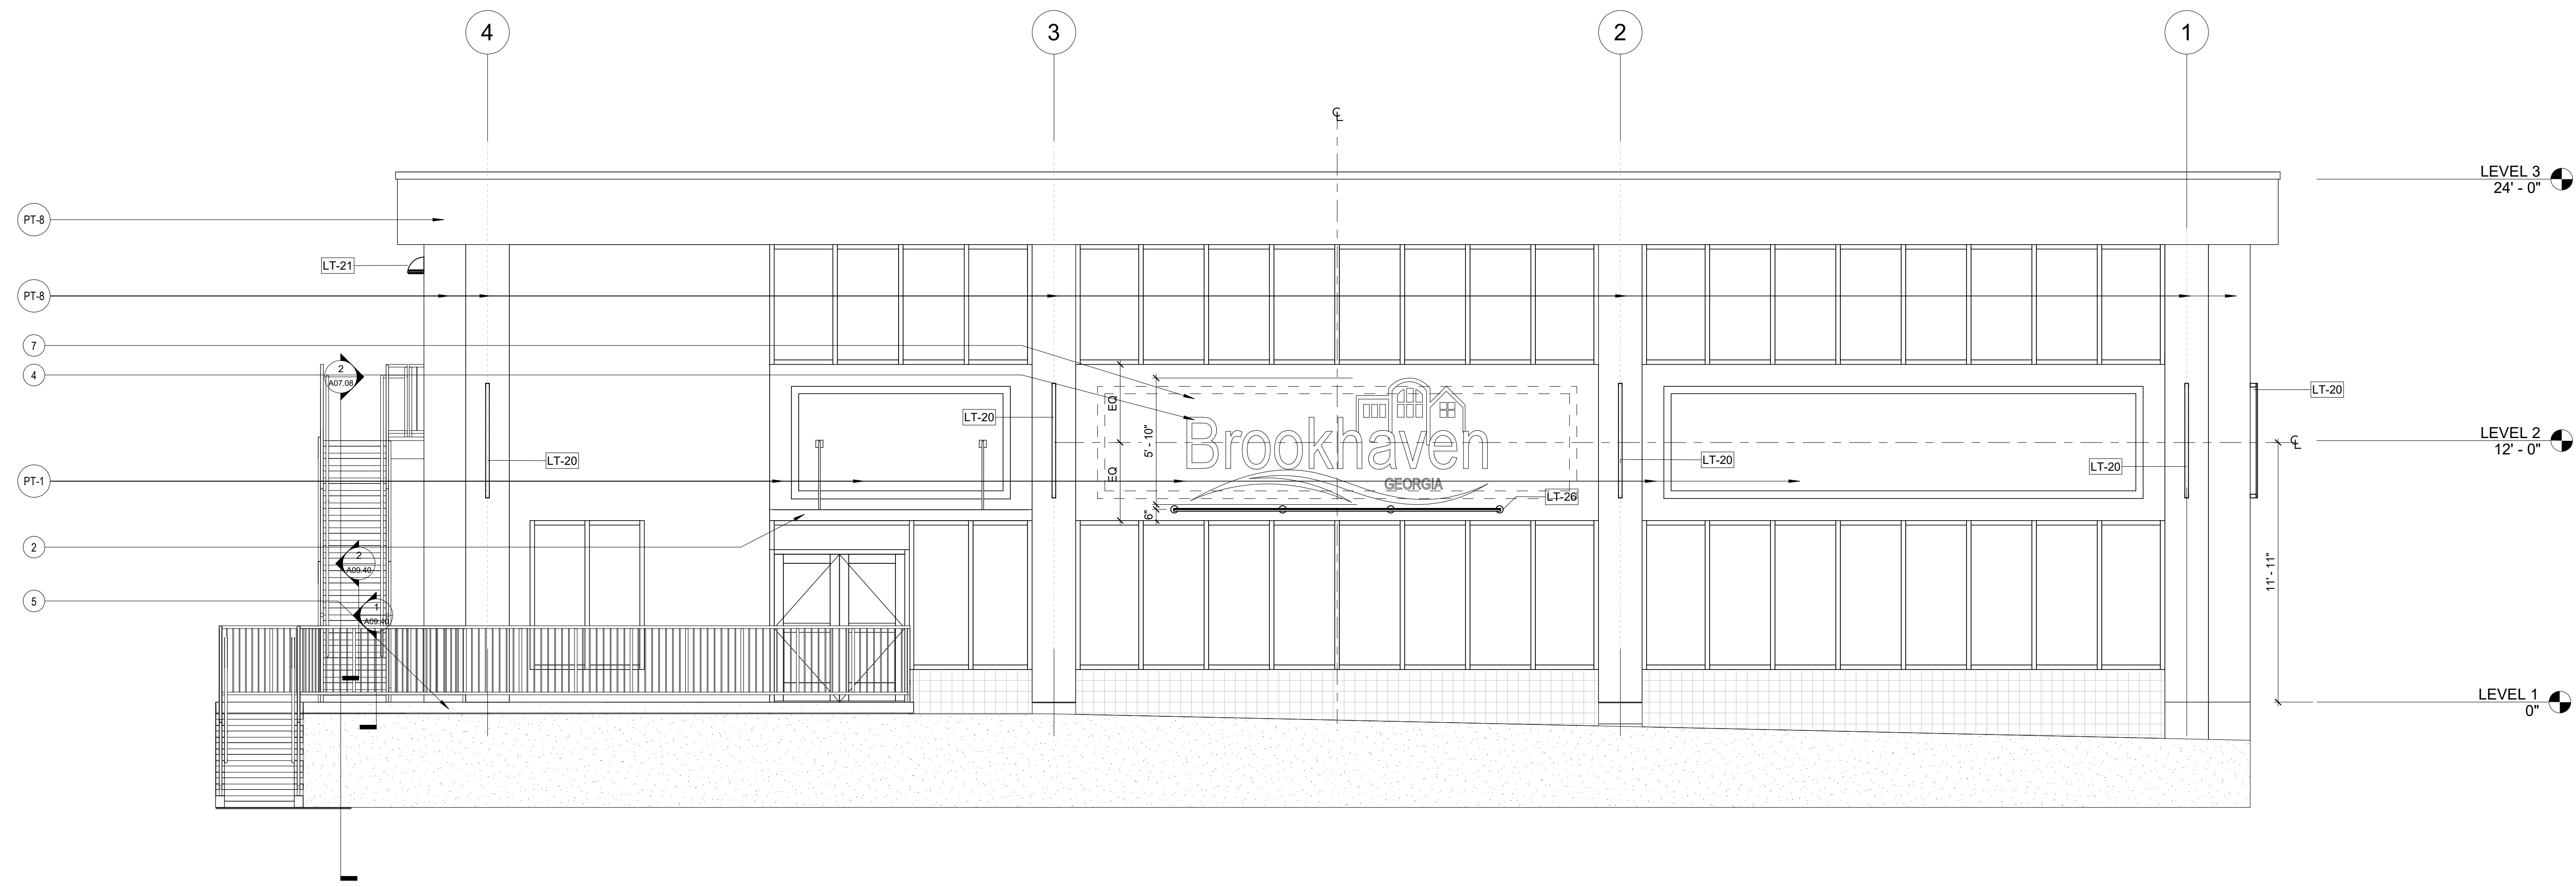 4
3
2
1
℄
LEVEL 3
24' - 0"
PT-8
LT-21
PT-8
7
4
2
A07.08
EQ
5' - 10"
EQ
6"
LT-20
LT-20
Brookhaven
GEORGIA
LT-26
LT-20
LT-20
LT-20
℄
LEVEL 2
12' - 0"
PT-1
2
2
A09.40
5
1
A09.40
11' - 11"
LEVEL 1
0"